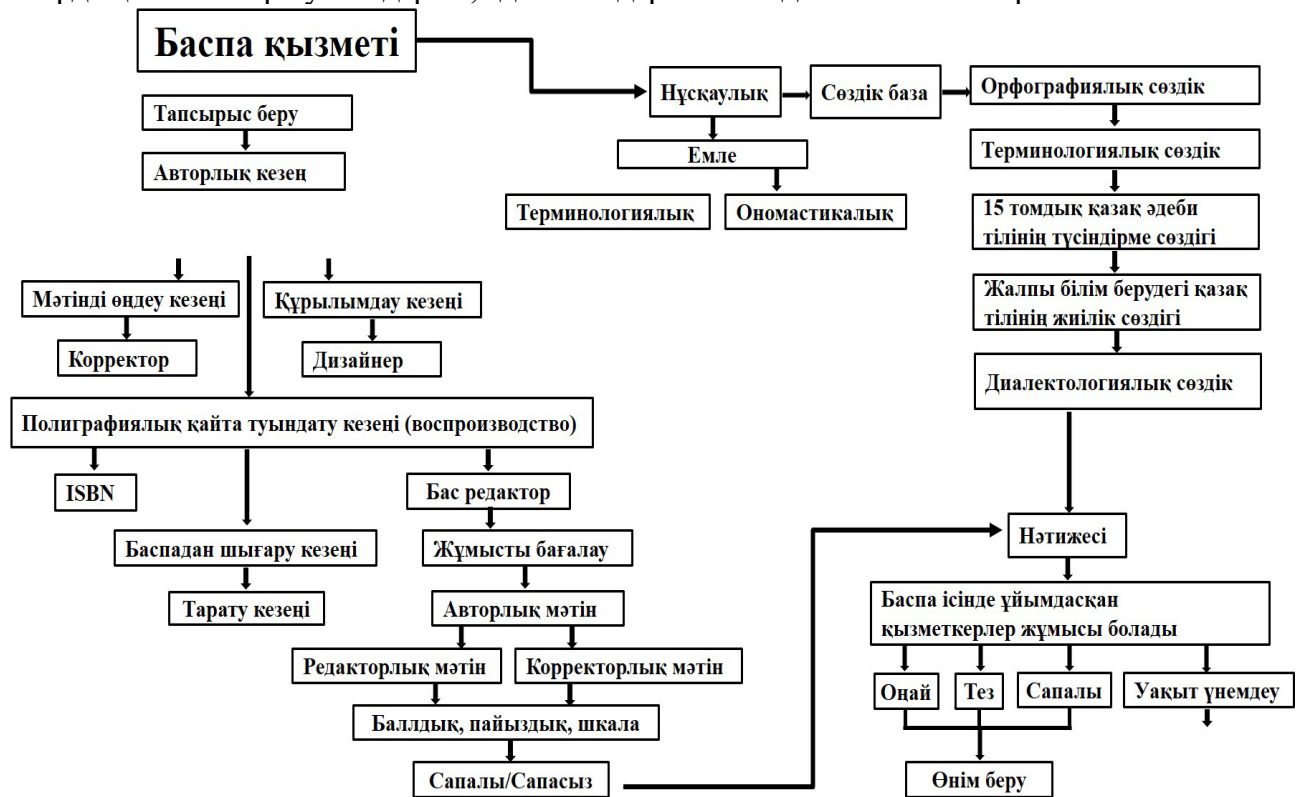 Баспа қызметі
Тапсырыс беру
Авторлық кезең
Нұсқаулық
Сөздік база
Орфографиялық сөздік
Емле
Терминологиялық сөздік
Терминологиялық
Ономастикалық
15 томдық қазақ әдеби
тілінің түсіндірме сөздігі
Мәтінді өңдеу кезеңі
Құрылымдау кезеңі
Жалпы білім берудегі қазақ
тілінің жиілік сөздігі
Корректор
Дизайнер
Диалектологиялық сөздік
Полиграфиялық қайта туындату кезеңі (воспроизводство)
ISBN
Бас редактор
Баспадан шығару кезеңі
Жұмысты бағалау
Нәтижесі
Тарату кезеңі
Авторлық мәтін
Баспа ісінде ұйымдасқан
қызметкерлер жұмысы болады
Редакторлық мәтін
Корректорлық мәтін
Оңай
Тез
Сапалы
Уақыт үнемдеу
Баллдық, пайыздық, шкала
Сапалы/Сапасыз
Өнім беру